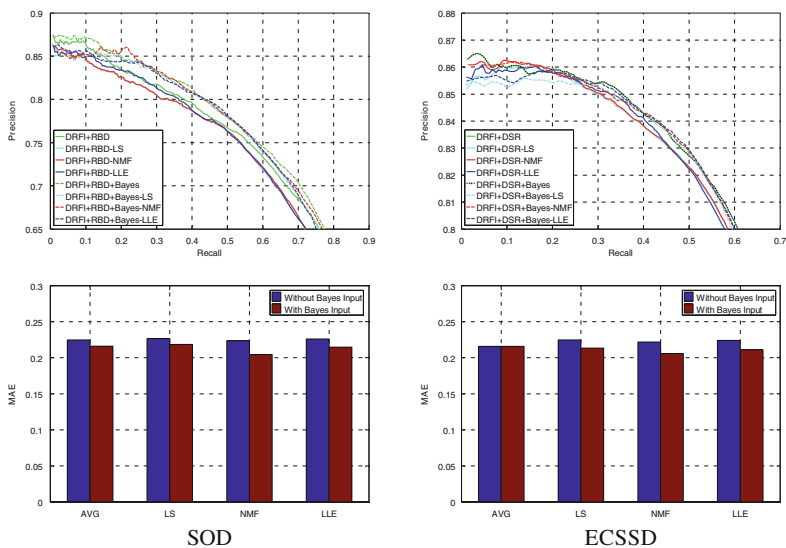 0.9
0.85
0.8
0.75
0.7
0.65
Precision
DRFI+RBD
DRFI+RBD-LS
DRFI+RBD-NMF
DRFI+RBD-LLE
DRFI+RBD+Bayes
DRFI+RBD+Bayes-LS
DRFI+RBD+Bayes-NMF
DRFI+RBD+Bayes-LLE
0 0.1 0.2 0.3 0.4 0.5 0.6 0.7 0.8 0.9
Recall
0.88
0.87
0.86
0.85
0.84
0.83
0.82
0.81
0.8
Precision
DRFI+DSR
DRFI+DSR-LS
DRFI+DSR-NMF
DRFI+DSR-LLE
DRFI+DSR+Bayes
DRFI+DSR+Bayes-LS
DRFI+DSR+Bayes-NMF
DRFI+DSR+Bayes-LLE
0 0.1 0.2 0.3 0.4 0.5 0.6 0.7
Recall
0.3
0.25
0.2
0.15
0.1
0.05
0
MAE
Without Bayes Input
With Bayes Input
AVG LS NMF LLE
SOD
0.3
0.25
0.2
0.15
0.1
0.05
0
MAE
Without Bayes Input
With Bayes Input
AVG LS NMF LLE
ECSSD